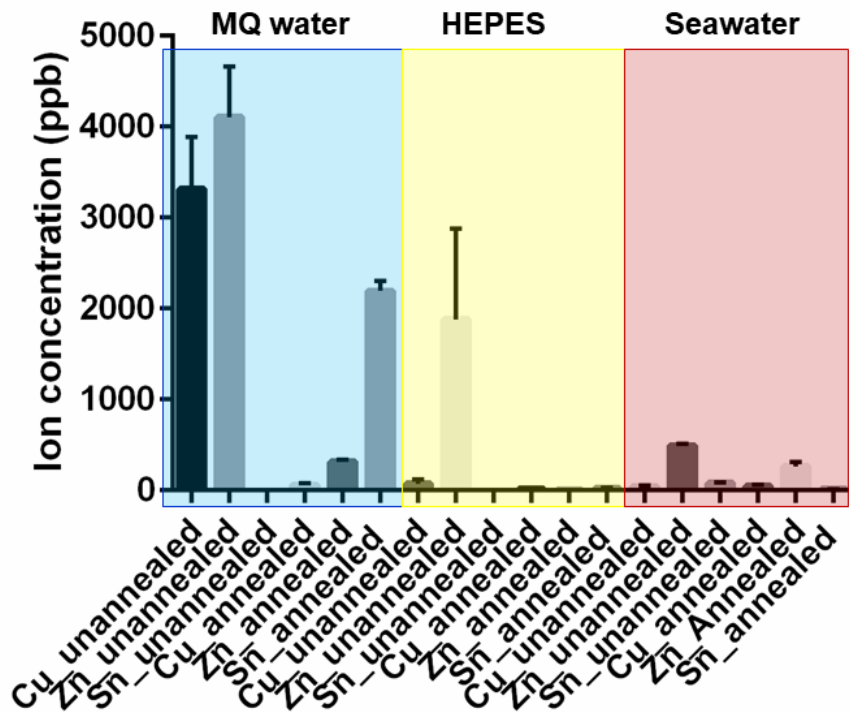 MQ water
HEPES
Seawater
Ion concentration (ppb)
5000
4000
3000
2000
1000
0
Cu_unannealed
Zn_unannealed
Sn_unannealed
Cu_annealed
Zn_annealed
Sn_annealed
Cu_unannealed
Zn_unannealed
Sn_unannealed
Cu_annealed
Zn_annealed
Sn_annealed
Cu_unannealed
Zn_unannealed
Sn_unannealed
Cu_annealed
Zn_Annealed
Sn_annealed